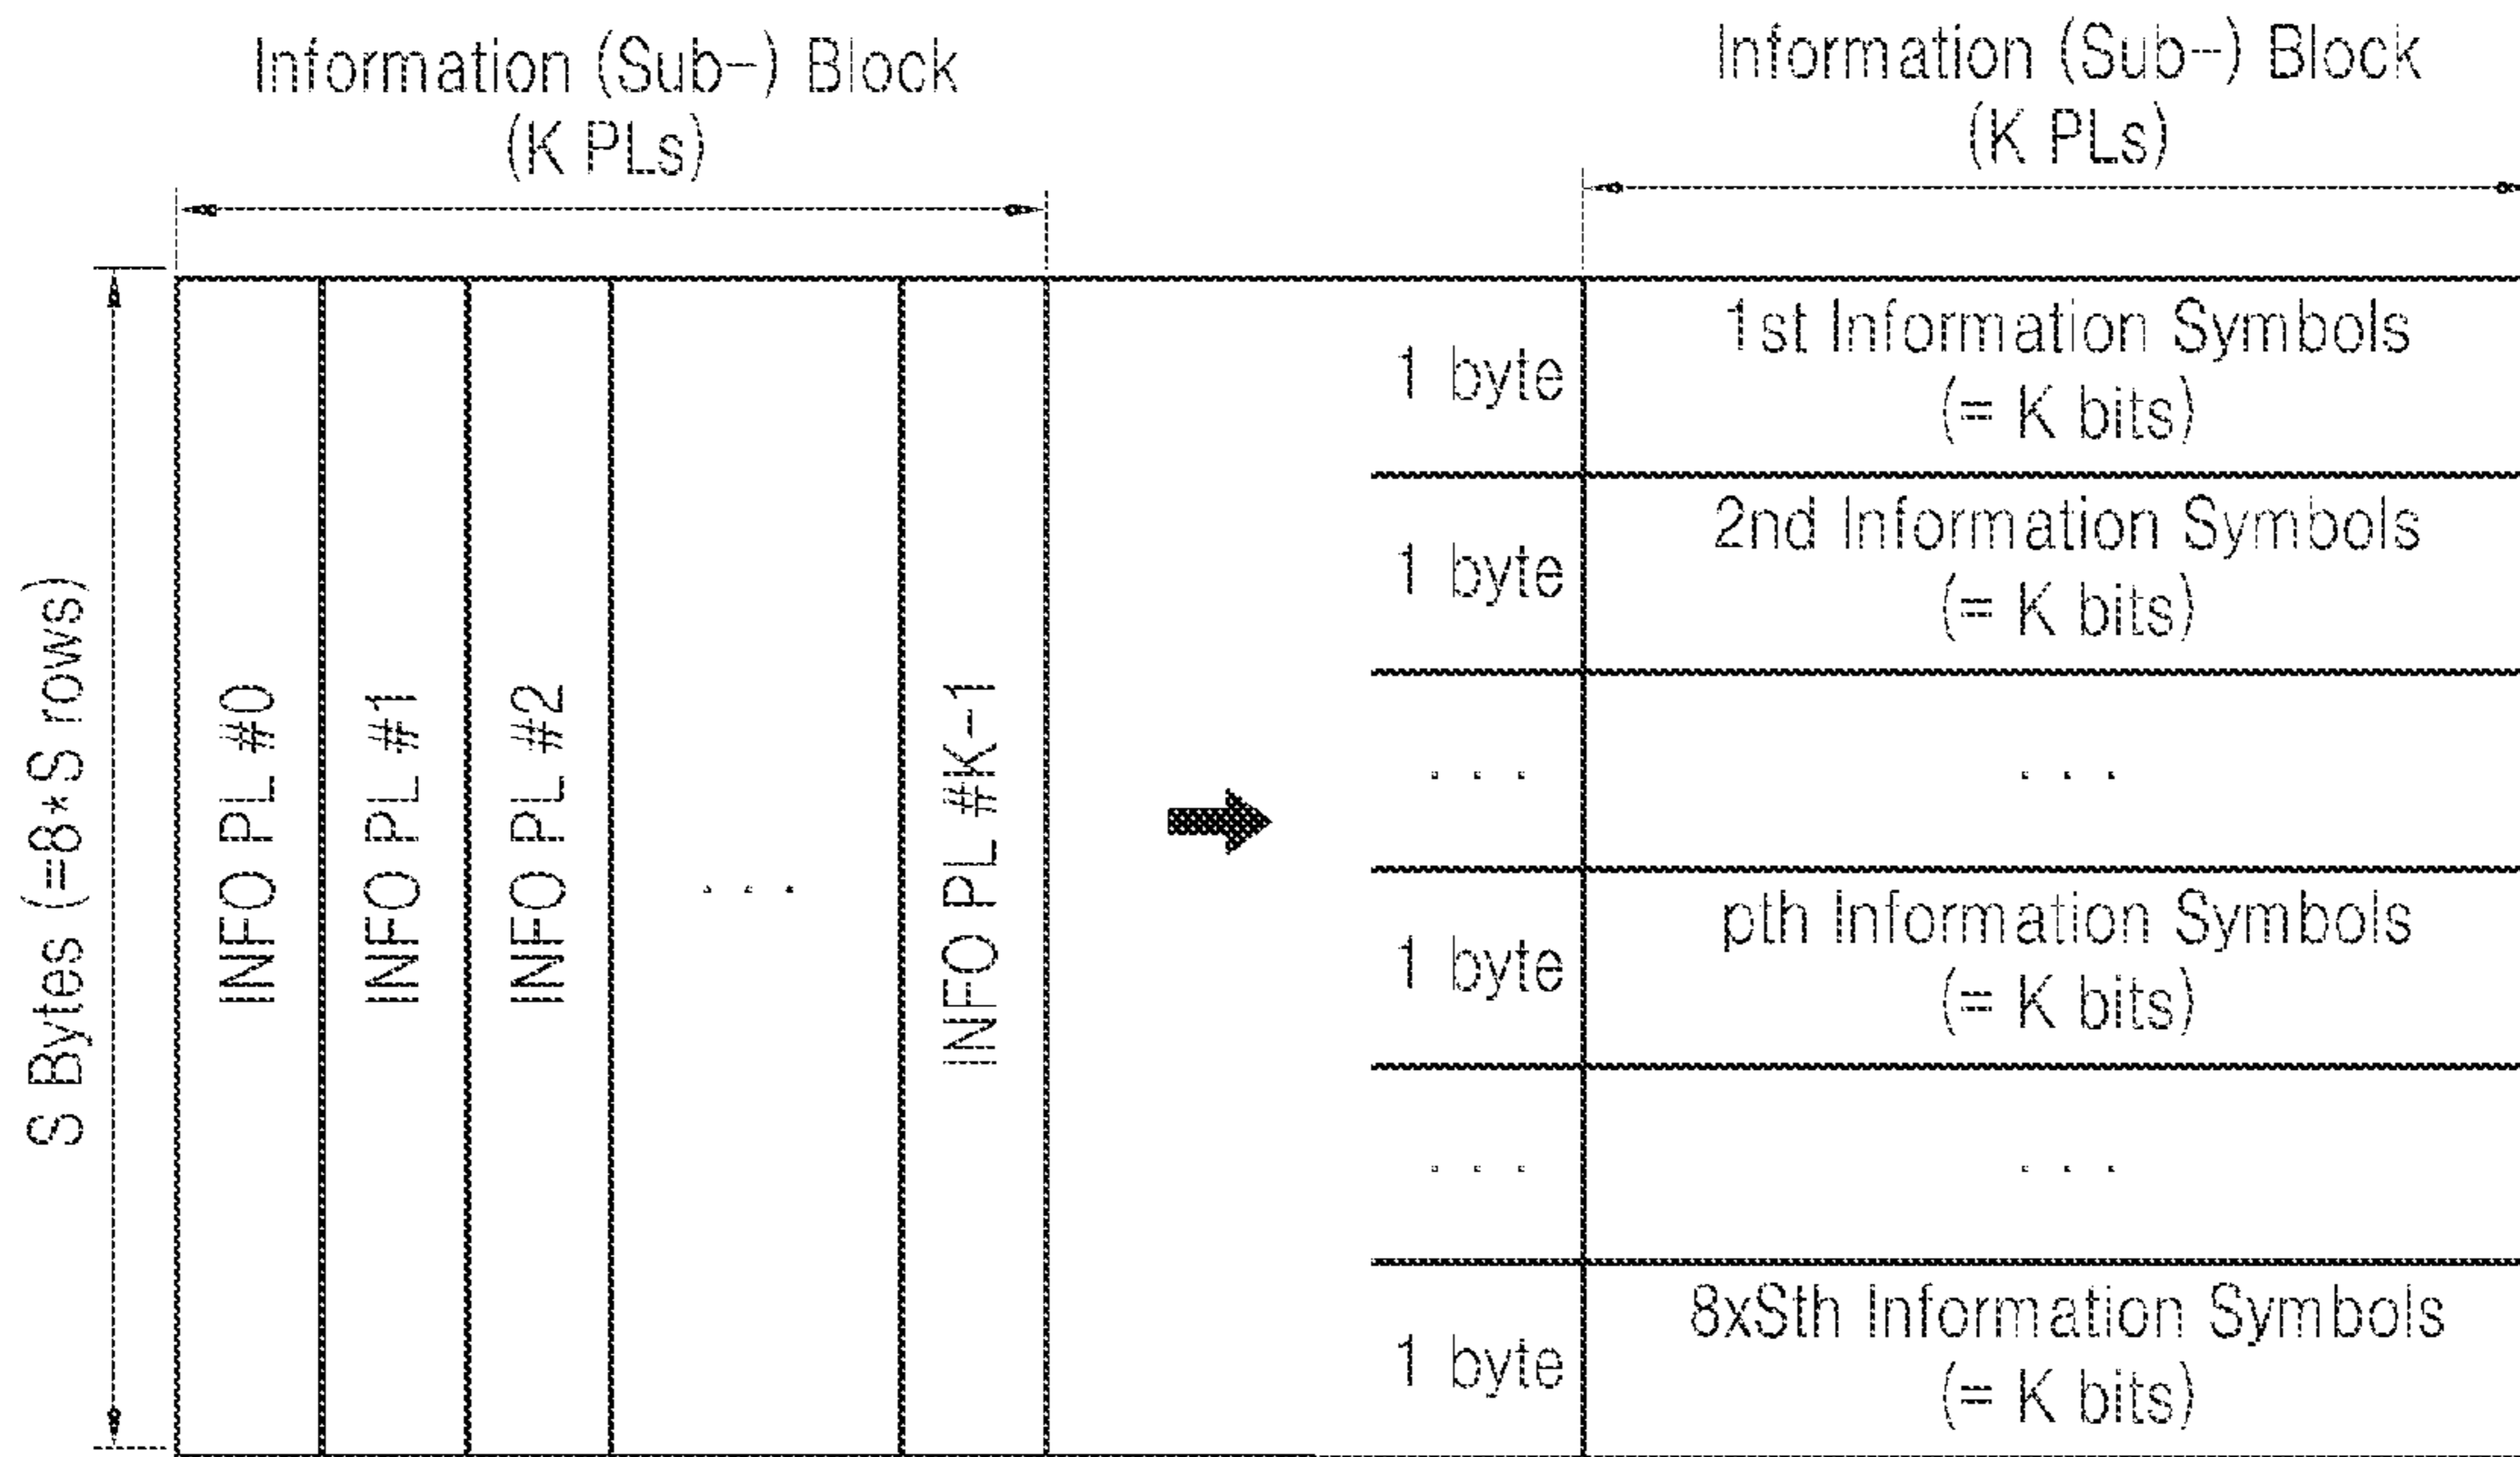 Information (Sub-) Block
(K PLs)
Information (Sub-) Block
(K PLs)
S Bytes (=8*S rows)
INFO PL #0
INFO PL #1
INFO PL #2
. . .
INFO PL #K-1
1 byte
1st Information Symbols
(= K bits)
1 byte
2nd Information Symbols
(= K bits)
. . .
. . .
1 byte
pth Information Symbols
(= K bits)
. . .
. . .
1 byte
8xSth Information Symbols
(= K bits)